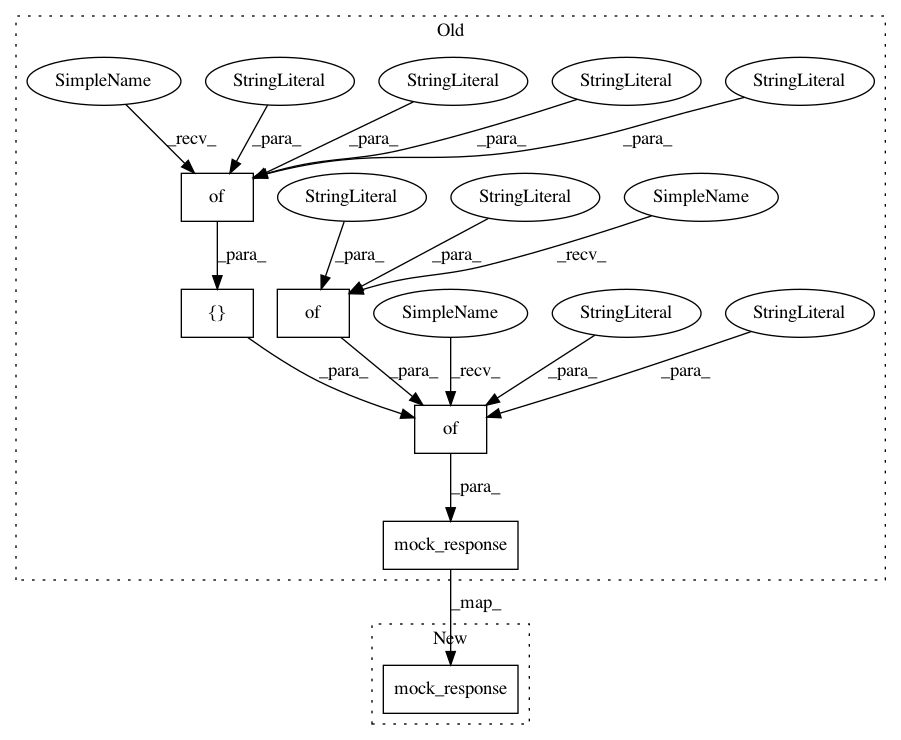 Old
SimpleName
StringLiteral
StringLiteral
StringLiteral
StringLiteral
_recv_
_para_
_para_
_para_
_para_
of
StringLiteral
StringLiteral
SimpleName
_para_
_para_
_para_
_recv_
{}
of
SimpleName
StringLiteral
StringLiteral
_para_
_para_
_recv_
_para_
_para_
of
_para_
mock_response
_map_
New
mock_response